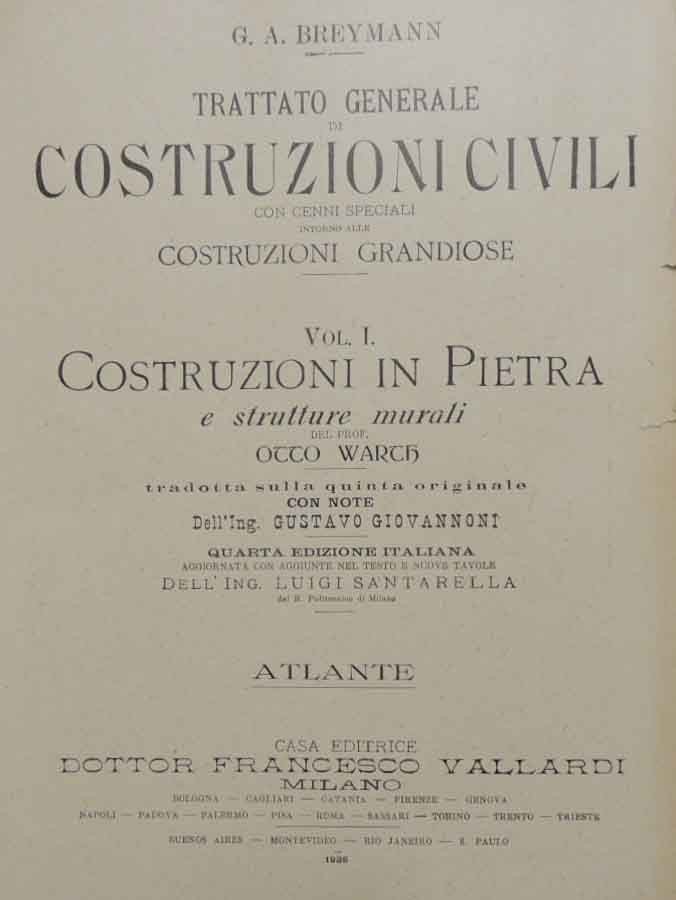 G. A. BREYMANN
TRATTATO GENERALE
DI
COSTRUZIONI CIVILI
CON CENNI SPECIALI
INTORNO ALLE
COSTRUZIONI GRANDIOSE
VOL. I.
COSTRUZIONI IN PIETRA
e strutture murali
DEL PROF.
OTTO WARTH
tradotta sulla quinta originale
CON NOTE
Dell'Ing. GUSTAVO GIOVANNONI
QUARTA EDIZIONE ITALIANA
AGGIORNATA CON AGGIUNTE NEL TESTO E NUOVE TAVOLE
DELL'ING. LUIGI SANTARELLA
del R. Politecnico di Milano
ATLANTE
CASA EDITRICE
DOTTOR FRANCESCO VALLARDI
MILANO
BOLOGNA — CAGLIARI — CATANIA — FIRENZE — GENOVA
NAPOLI — PADOVA — PALERMO — PISA — ROMA — SASSARI — TORINO — TRENTO — TRIESTE
BUENOS AIRES — MONTEVIDEO — RIO JANEIRO — S. PAULO